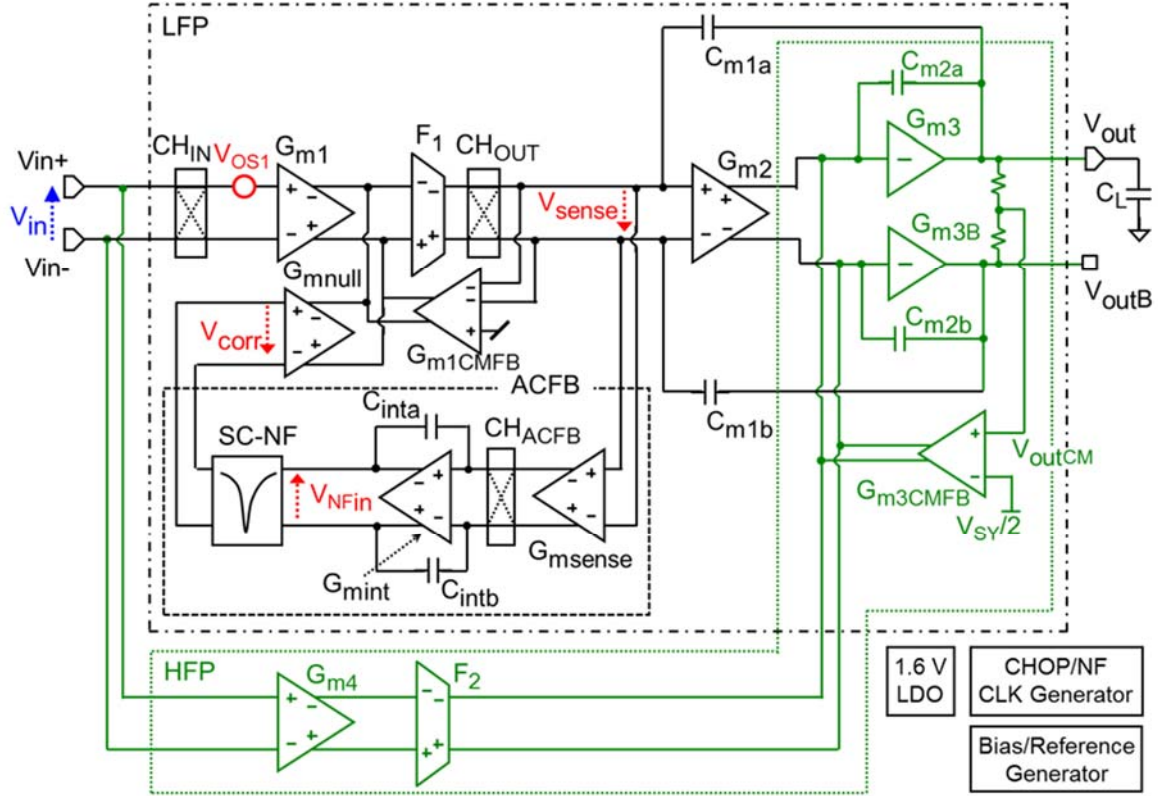 LFP
Cm1a
Cm2a
Gm3
Vout
CHIN
VOS1
Gm1
F1
CHOUT
Gm2
Vin+
+
-
-
+
-
-
+
+
Vsense
+
+
-
-
-
CL
Vin
Vin-
Gmnull
Gm3B
-
VoutB
Vcorr
+
-
-
+
-
-
+
Gm1CMFB
Cm2b
ACFB
Cinta
CHACFB
Cm1b
SC-NF
VNFin
+
-
-
+
+
-
-
+
VoutCM
Gm3CMFB
VSY/2
Gmint
Cintb
Gmsense
HFP
Gm4
F2
+
-
-
+
-
-
+
+
1.6 V
LDO
CHOP/NF
CLK Generator
Bias/Reference
Generator